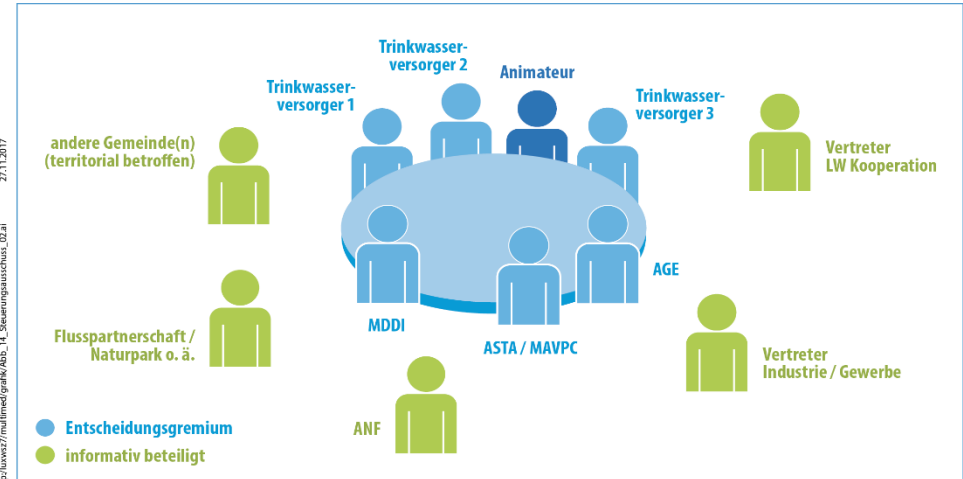 Trinkwasser-
versorger 2
Animateur
Trinkwasser-
versorger 1
Trinkwasser-
versorger 3
andere Gemeinde(n)
(territorial betroffen)
Vertreter
LW Kooperation
AGE
MDDI
ASTA / MAVPC
Flusspartnerschaft /
Naturpark o. ä.
Vertreter
Industrie / Gewerbe
ANF
Entscheidungsgremium
informativ beteiligt
27.11.2017